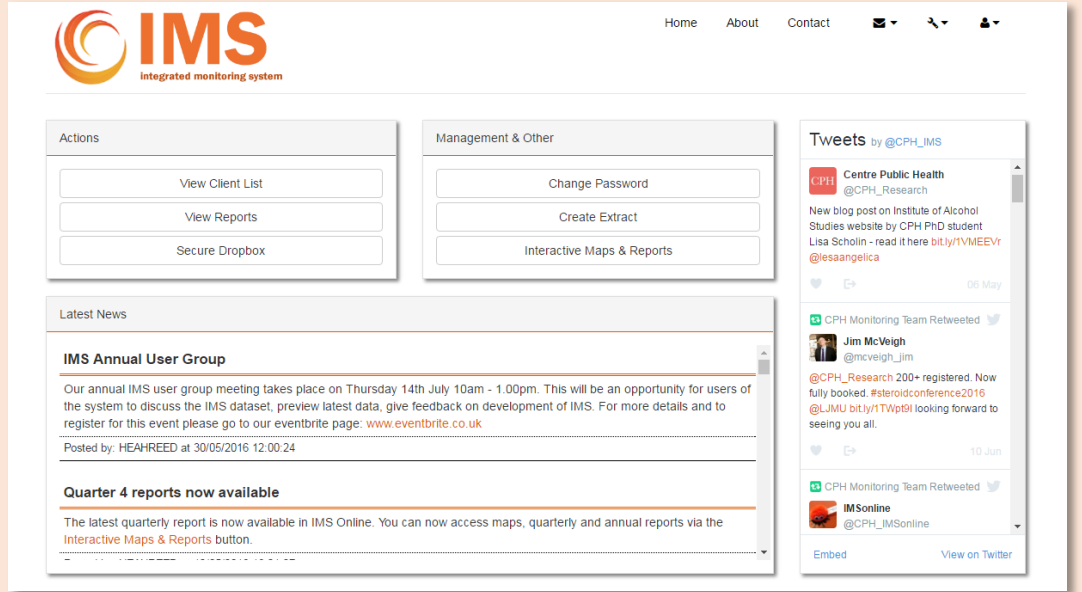 IMS
integrated monitoring system
Home About Contact
Actions
View Client List
View Reports
Secure Dropbox
Management & Other
Change Password
Create Extract
Interactive Maps & Reports
Latest News
IMS Annual User Group
Our annual IMS user group meeting takes place on Thursday 14th July 10am - 1.00pm. This will be an opportunity for users of
the system to discuss the IMS dataset, preview latest data, give feedback on development of IMS. For more details and to
register for this event please go to our eventbrite page: www.eventbrite.co.uk
Posted by: HEAHREED at 30/05/2016 12:00:24
Quarter 4 reports now available
The latest quarterly report is now available in IMS Online. You can now access maps, quarterly and annual reports via the
Interactive Maps & Reports button.
Tweets by @CPH_IMS
CPH
Centre Public Health
@CPH_Research
New blog post on Institute of Alcohol
Studies website by CPH PhD student
Lisa Scholin - read it here bit.ly/1VMEEVr
@lesaangelica
06 May
CPH Monitoring Team Retweeted
Jim McVeigh
@mcveigh_jim
@CPH_Research 200+ registered. Now
fully booked. #steroidconference2016
@LJMU bit.ly/1TWpt9I looking forward to
seeing you all.
10 Jun
CPH Monitoring Team Retweeted
IMSonline
@CPH_IMSonline
Embed View on Twitter